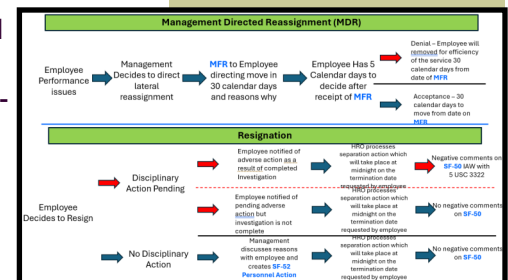 Management Directed Reassignment (MDR)
Employee
Performance
issues
Management
Decides to direct
lateral
reassignment
MFR to Employee
directing move in
30 calendar days
and reasons why
Employee Has 5
Calendar days to
decide after
receipt of MFR
Denial – Employee will
removed for efficiency
of the service 30
calendar days from
date of MFR
Acceptance – 30
calendar days to
move from date on
MFR
Resignation
Employee
Decides to Resign
Disciplinary
Action Pending
Employee notified of
adverse action as a
result of completed
Investigation
HRO processes
separation action which
will take place at
midnight on the
termination date
requested by employee
Negative comments on
SF-50 IAW with
5 USC 3322
Employee notified of
pending adverse
action but
investigation is not
complete
HRO processes
separation action which
will take place at
midnight on the
termination date
requested by employee
No negative comments
on SF-50
No Disciplinary
Action
Management
discusses reasons
with employee and
creates SF-52
Personal Action
HRO processes
separation action which
will take place at
midnight on the
termination date
requested by employee
No negative comments
on SF-50